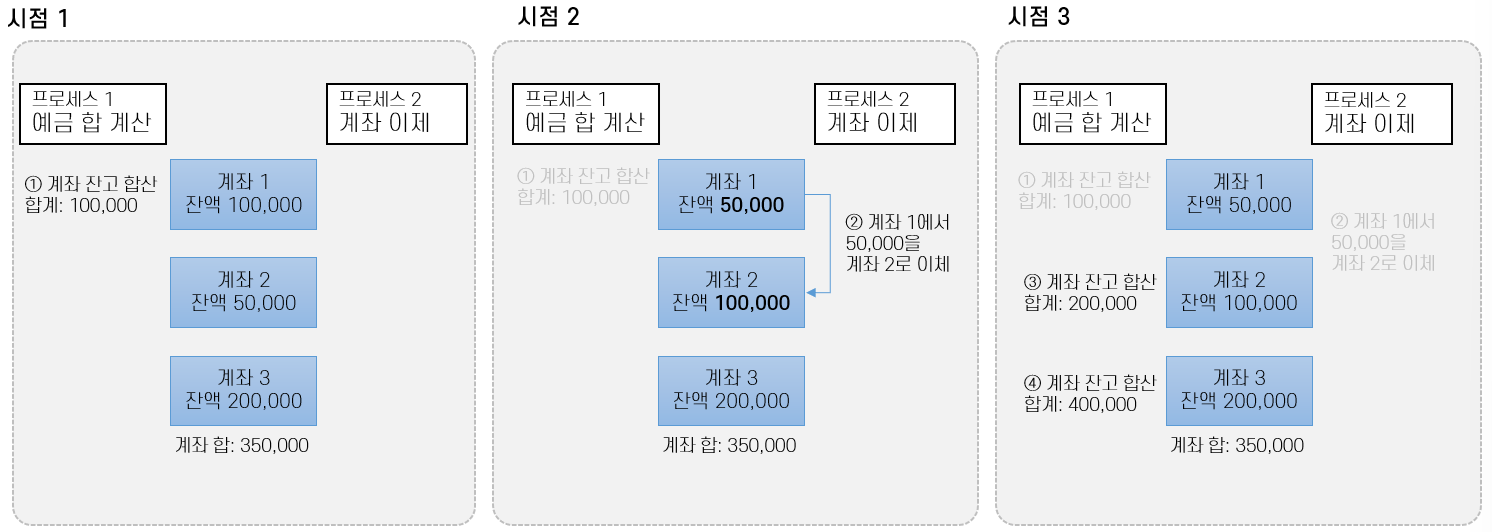 시점 1
프로세스 1
예금 합 계산
프로세스 2
계좌 이제
① 계좌 잔고 합산
합계: 100,000
계좌 1
잔액 100,000
계좌 2
잔액 50,000
계좌 3
잔액 200,000
계좌 합: 350,000
시점 2
프로세스 1
예금 합 계산
프로세스 2
계좌 이제
① 계좌 잔고 합산
합계: 100,000
계좌 1
잔액 50,000
② 계좌 1에서
50,000을
계좌 2로 이체
계좌 2
잔액 100,000
계좌 3
잔액 200,000
계좌 합: 350,000
시점 3
프로세스 1
예금 합 계산
프로세스 2
계좌 이제
① 계좌 잔고 합산
합계: 100,000
계좌 1
잔액 50,000
② 계좌 1에서
50,000을
계좌 2로 이체
③ 계좌 잔고 합산
합계: 200,000
계좌 2
잔액 100,000
④ 계좌 잔고 합산
합계: 400,000
계좌 3
잔액 200,000
계좌 합: 350,000